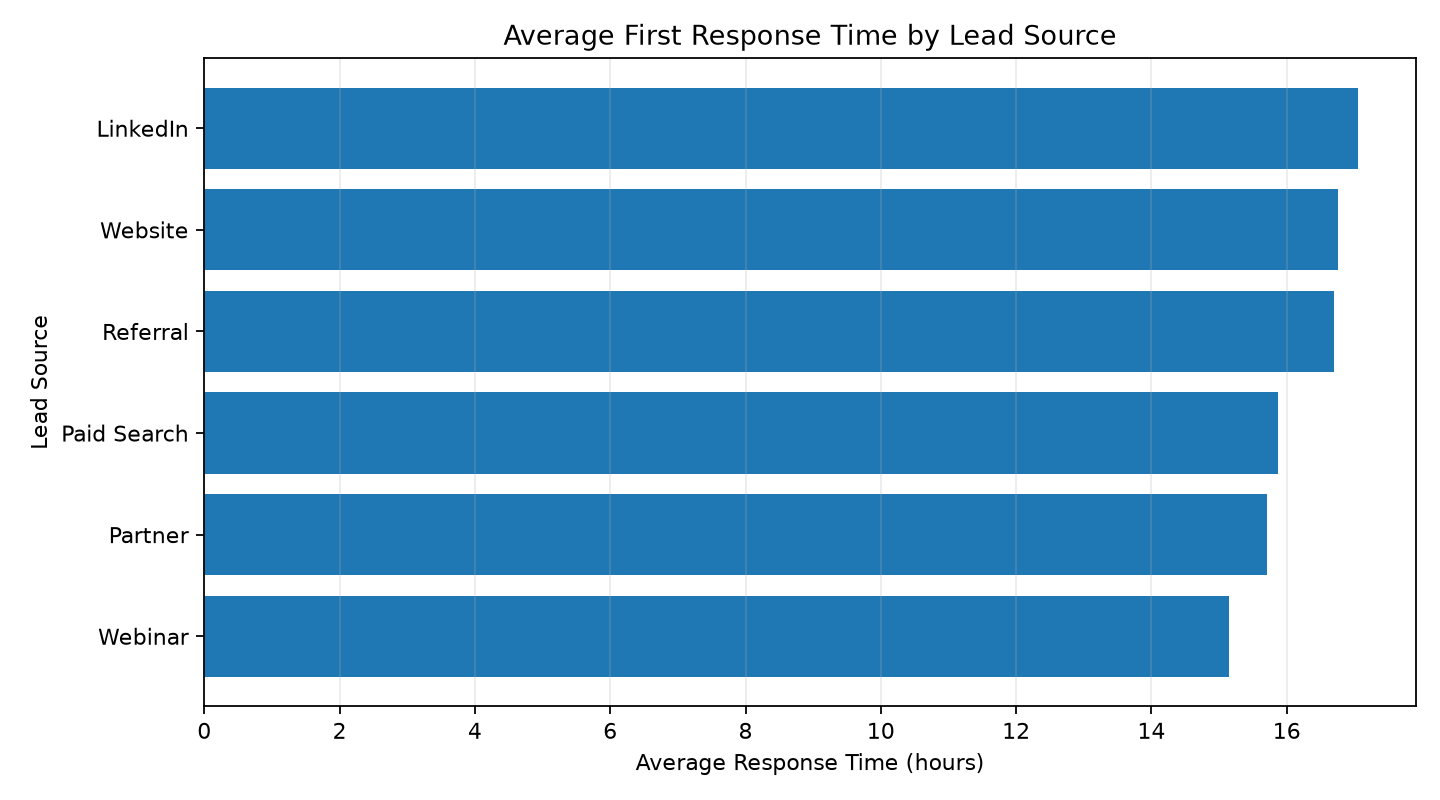 Average First Response Time by Lead Source
Lead Source
LinkedIn
Website
Referral
Paid Search
Partner
Webinar
0 2 4 6 8 10 12 14 16
Average Response Time (hours)